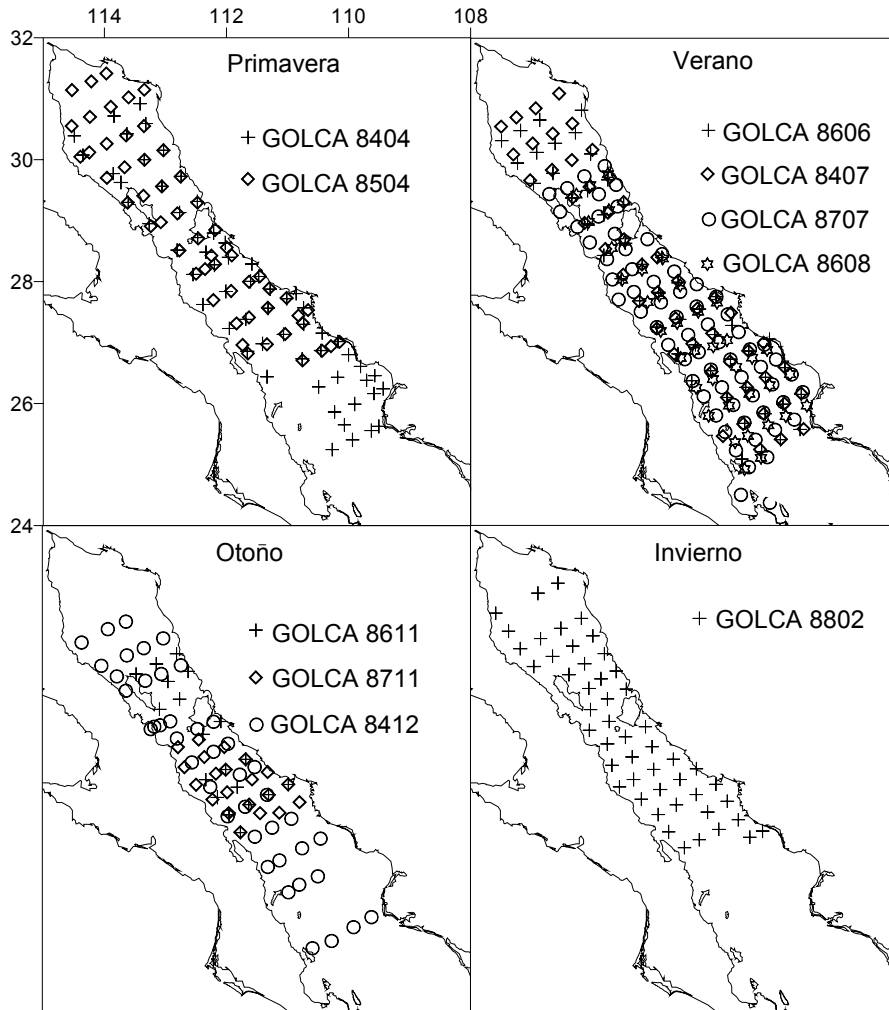 114 112 110 108
32
30
28
26
24
Primavera
GOLCA 8404
GOLCA 8504
Verano
GOLCA 8606
GOLCA 8407
GOLCA 8707
GOLCA 8608
Otoño
GOLCA 8611
GOLCA 8711
GOLCA 8412
Invierno
GOLCA 8802